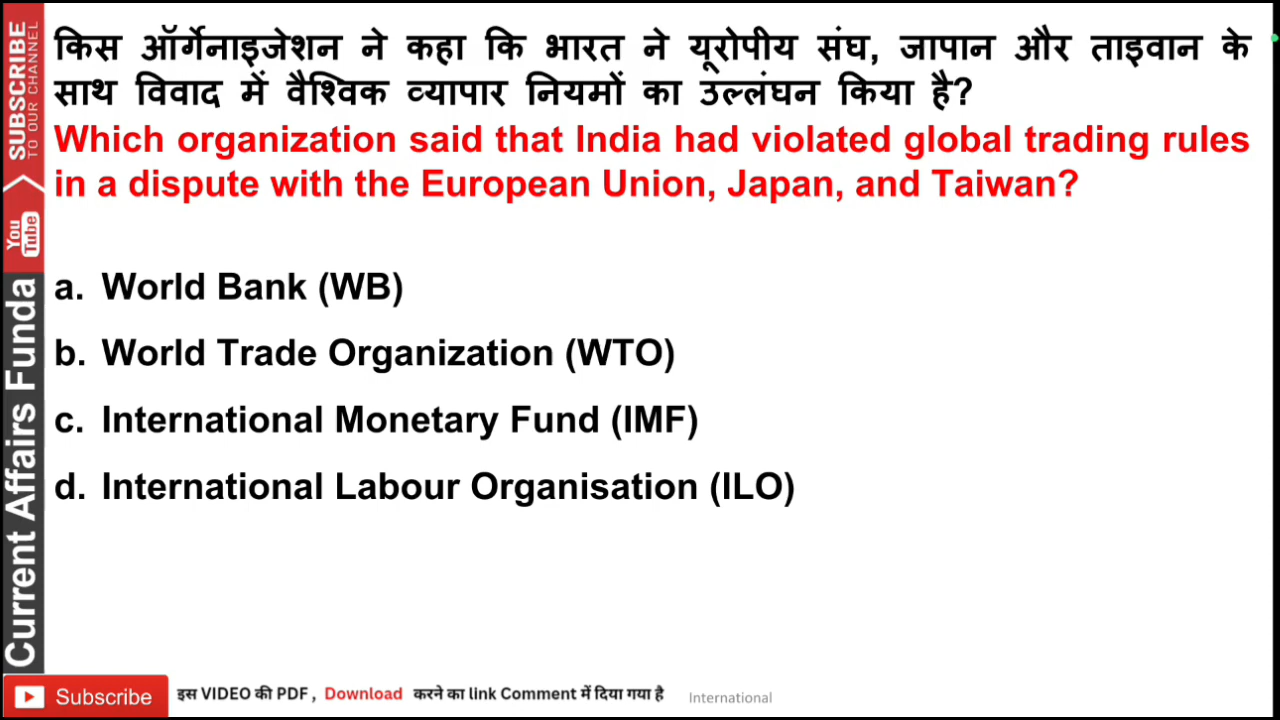 किस ऑर्गेनाइजेशन ने कहा कि भारत ने यूरोपीय संघ, जापान और ताइवान के
साथ विवाद में वैश्विक व्यापार नियमों का उल्लंघन किया है?
Which organization said that India had violated global trading rules
in a dispute with the European Union, Japan, and Taiwan?
a. World Bank (WB)
b. World Trade Organization (WTO)
c. International Monetary Fund (IMF)
d. International Labour Organisation (ILO)
SUBSCRIBE
TO OUR CHANNEL
You
Tube
Current Affairs Funda
Subscribe
इस VIDEO की PDF , Download करने का link Comment में दिया गया है
International